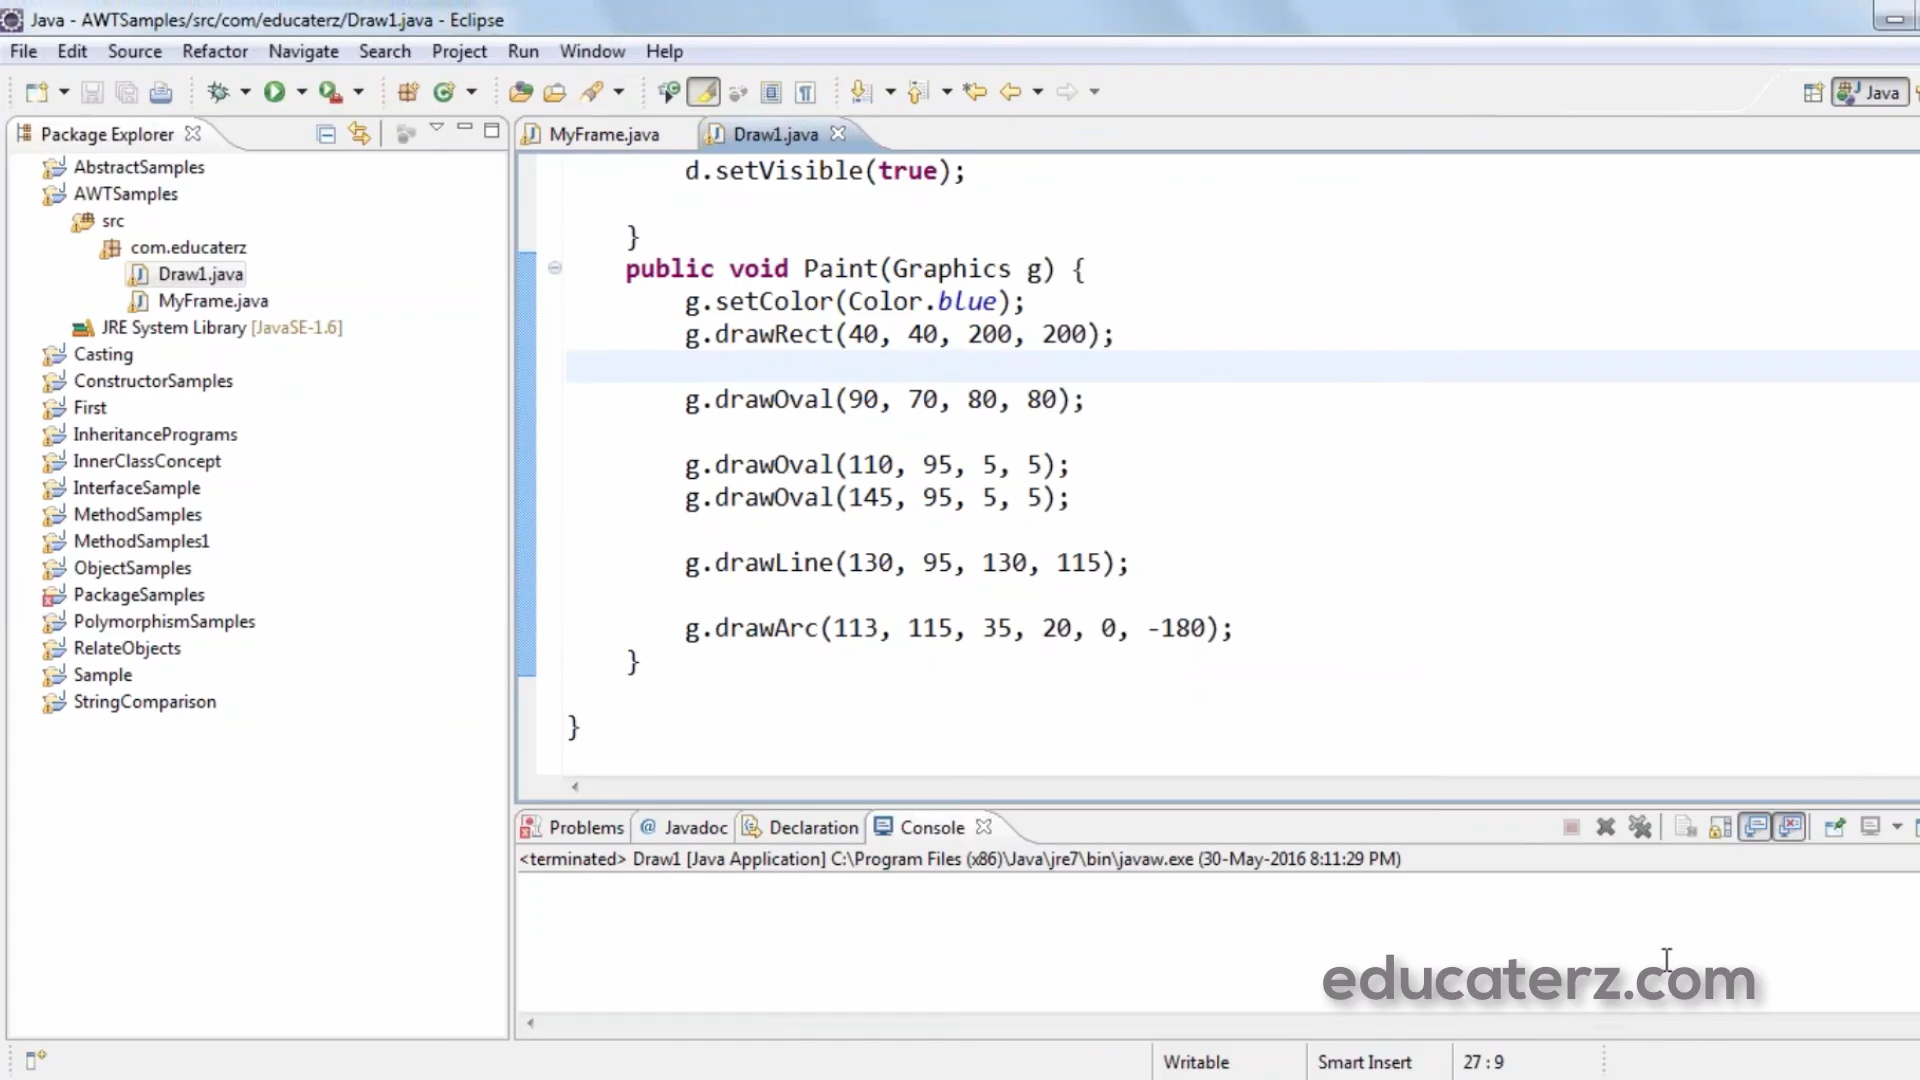 Java - AWTSamples/src/com/educaterz/Draw1.java - Eclipse
File Edit Source Refactor Navigate Search Project Run Window Help
Java
Package Explorer
AbstractSamples
AWTSamples
src
com.educaterz
Draw1.java
MyFrame.java
JRE System Library [JavaSE-1.6]
Casting
ConstructorSamples
First
InheritancePrograms
InnerClassConcept
InterfaceSample
MethodSamples
MethodSamples1
ObjectSamples
PackageSamples
PolymorphismSamples
RelateObjects
Sample
StringComparison
MyFrame.java Draw1.java
d.setVisible(true);
}
public void Paint(Graphics g) {
g.setColor(Color.blue);
g.drawRect(40, 40, 200, 200);
g.drawOval(90, 70, 80, 80);
g.drawOval(110, 95, 5, 5);
g.drawOval(145, 95, 5, 5);
g.drawLine(130, 95, 130, 115);
g.drawArc(113, 115, 35, 20, 0, -180);
}
}
Problems @ Javadoc Declaration Console
<terminated> Draw1 [Java Application] C:\Program Files (x86)\Java\jre7\bin\javaw.exe (30-May-2016 8:11:29 PM)
educaterz.com
Writable Smart Insert 27 : 9